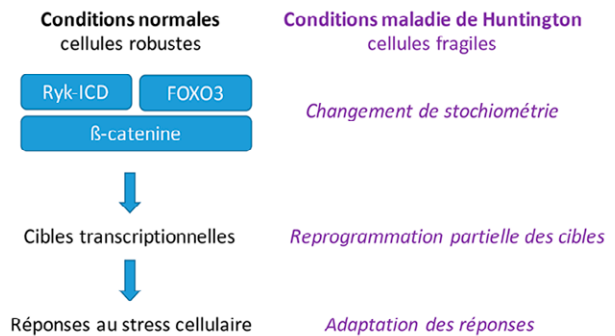 Conditions normales
cellules robustes
Conditions maladie de Huntington
cellules fragiles
Ryk-ICD
FOXO3
ß-catenine
Changement de stochiométrie
Cibles transcriptionnelles
Reprogrammation partielle des cibles
Réponses au stress cellulaire
Adaptation des réponses